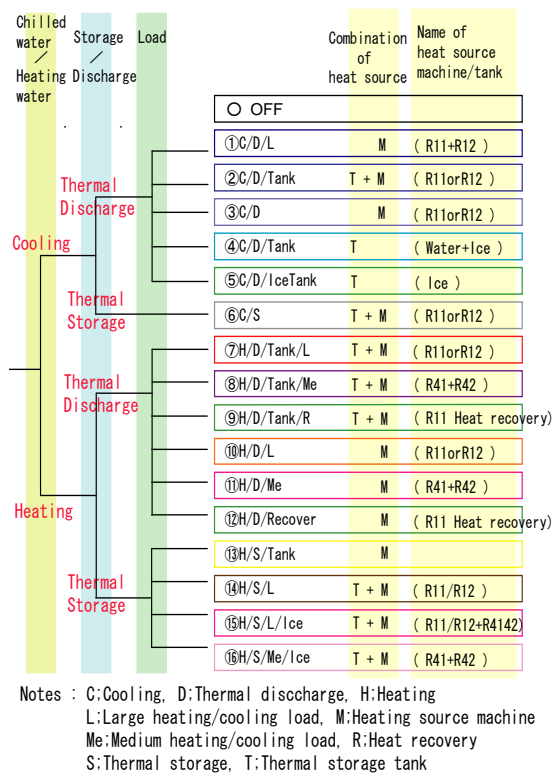 Chilled water ／ Heating water
Storage ／ Discharge
Load
Combination of heat source
Name of heat source machine/tank
○ OFF
①C/D/L M ( R11+R12 )
②C/D/Tank T + M ( R11orR12 )
③C/D M ( R11orR12 )
④C/D/Tank T ( Water+Ice )
⑤C/D/IceTank T ( Ice )
⑥C/S T + M ( R11orR12 )
⑦H/D/Tank/L T + M ( R11orR12 )
⑧H/D/Tank/Me T + M ( R41+R42 )
⑨H/D/Tank/R T + M ( R11 Heat recovery)
⑩H/D/L M ( R11orR12 )
⑪H/D/Me M ( R41+R42 )
⑫H/D/Recover M ( R11 Heat recovery)
⑬H/S/Tank M
⑭H/S/L T + M ( R11/R12 )
⑮H/S/L/Ice T + M ( R11/R12+R4142)
⑯H/S/Me/Ice T + M ( R41+R42 )
Cooling
Thermal Discharge
Thermal Storage
Heating
Thermal Discharge
Thermal Storage
Notes : C;Cooling, D;Thermal disccharge, H;Heating
L;Large heating/cooling load, M;Heating source machine
Me;Medium heating/cooling load, R;Heat recovery
S;Thermal storage, T;Thermal storage tank